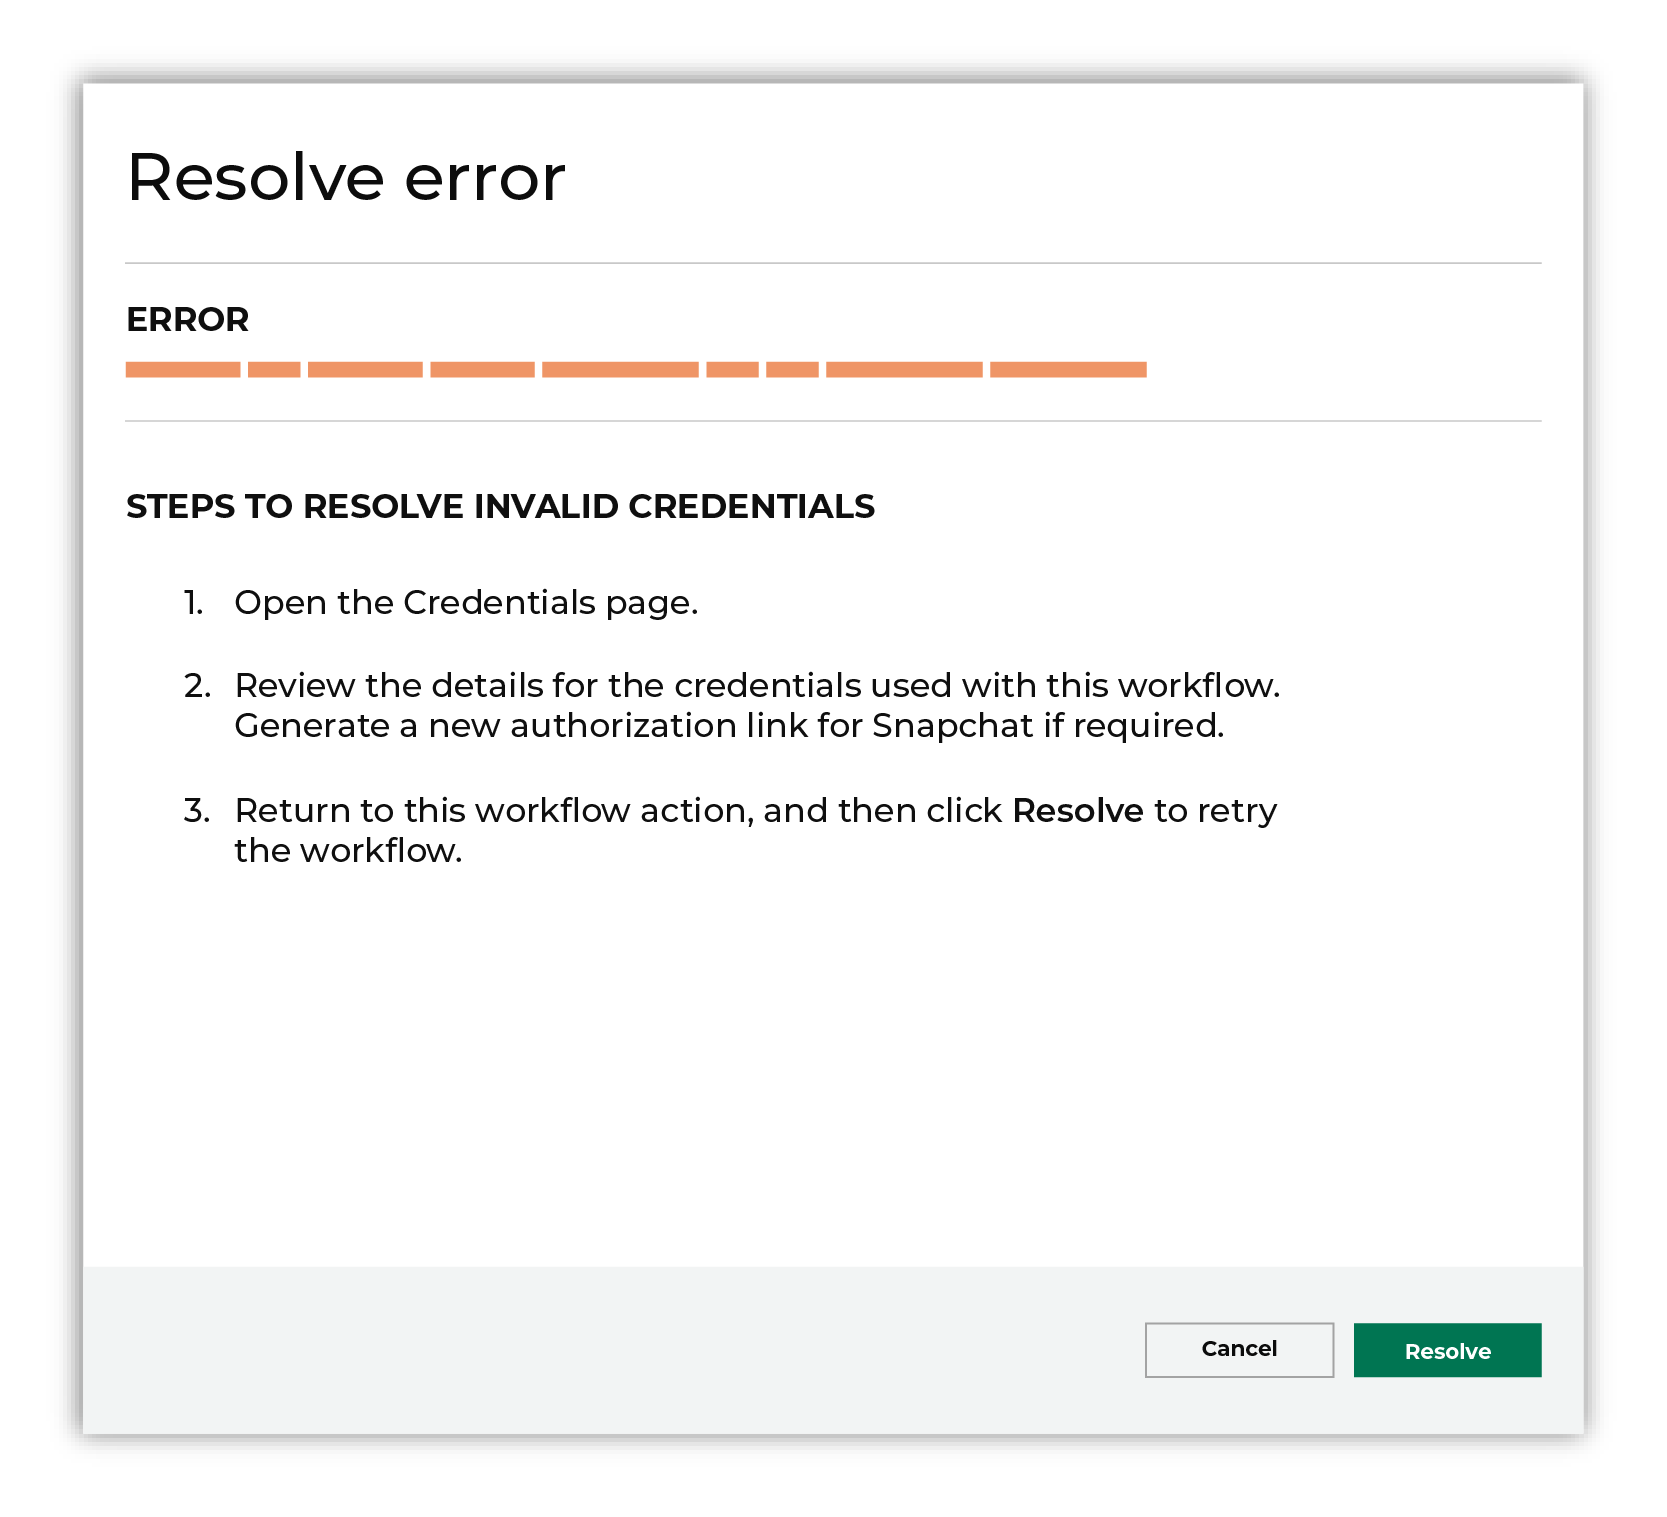 Resolve error
ERROR
STEPS TO RESOLVE INVALID CREDENTIALS
1. Open the Credentials page.
2. Review the details for the credentials used with this workflow.
Generate a new authorization link for Snapchat if required.
3. Return to this workflow action, and then click Resolve to retry
the workflow.
Cancel
Resolve